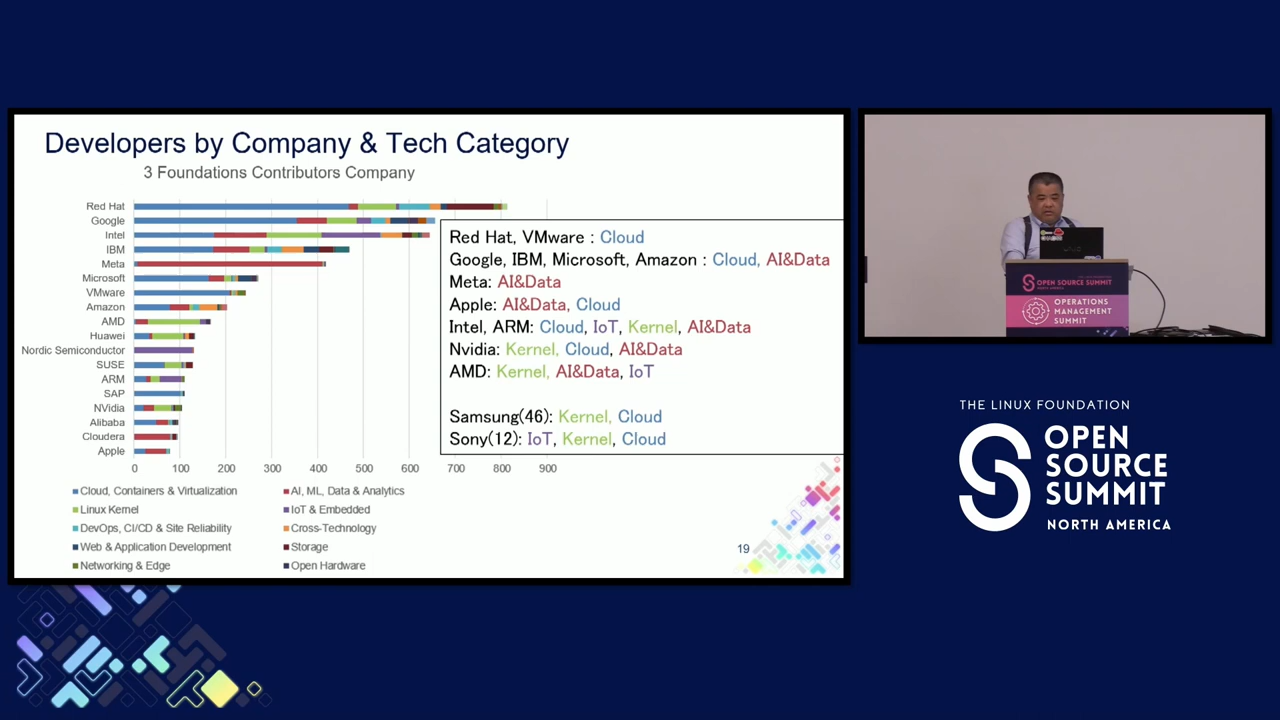 Developers by Company & Tech Category
3 Foundations Contributors Company
Red Hat
Google
Intel
IBM
Meta
Microsoft
VMware
Amazon
AMD
Huawei
Nordic Semiconductor
SUSE
ARM
SAP
NVidia
Alibaba
Cloudera
Apple
0 100 200 300 400 500 600 700 800 900
Red Hat, VMware : Cloud
Google, IBM, Microsoft, Amazon : Cloud, AI&Data
Meta: AI&Data
Apple: AI&Data, Cloud
Intel, ARM: Cloud, IoT, Kernel, AI&Data
Nvidia: Kernel, Cloud, AI&Data
AMD: Kernel, AI&Data, IoT
Samsung(46): Kernel, Cloud
Sony(12): IoT, Kernel, Cloud
Cloud, Containers & Virtualization
AI, ML, Data & Analytics
Linux Kernel
IoT & Embedded
DevOps, CI/CD & Site Reliability
Cross-Technology
Web & Application Development
Storage
Networking & Edge
Open Hardware
19
OPEN SOURCE SUMMIT
OPERATIONS
MANAGEMENT
SUMMIT
THE LINUX FOUNDATION
OPEN
SOURCE
SUMMIT
NORTH AMERICA